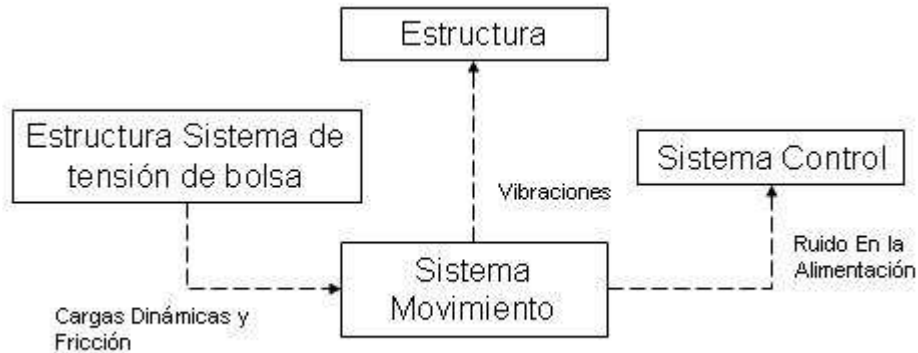 Estructura
Estructura Sistema de
tensión de bolsa
Sistema Control
Vibraciones
Ruido En la
Alimentación
Sistema
Movimiento
Cargas Dinámicas y
Fricción